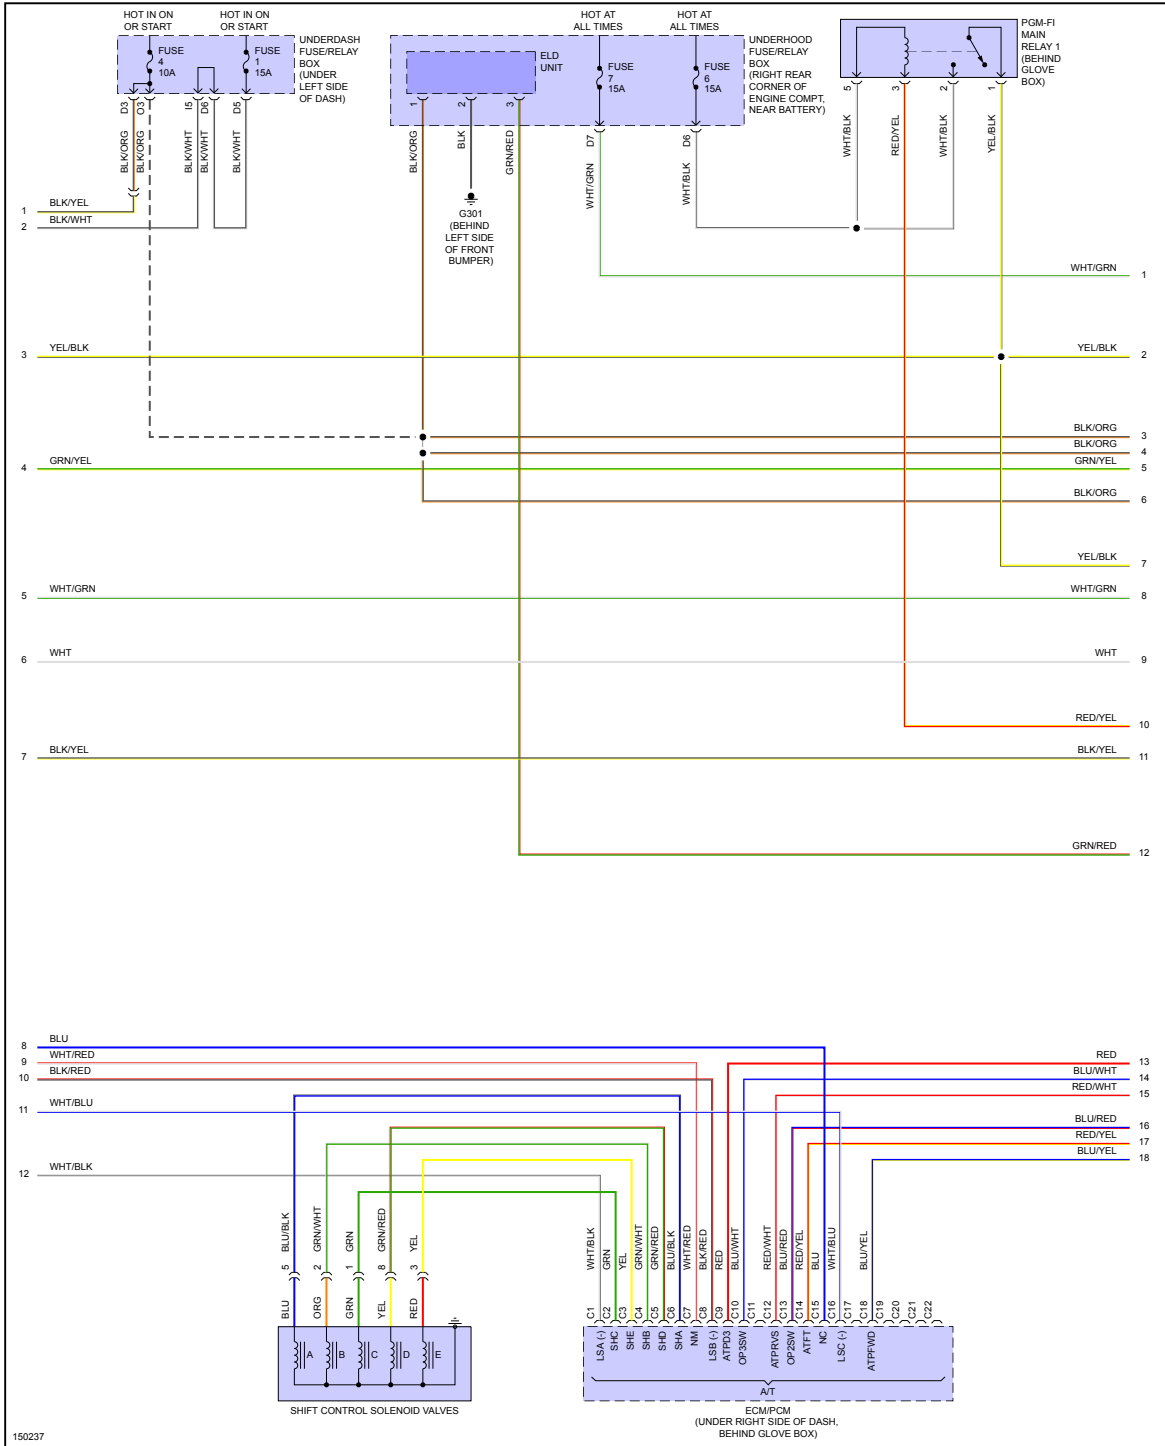 HOT IN ON
OR START
HOT IN ON
OR START
FUSE
4
10A
FUSE
1
15A
UNDERDASH
FUSE/RELAY
BOX
(UNDER
LEFT SIDE
OF DASH)
D3
O3
I5
D6
D5
BLK/ORG
BLK/ORG
BLK/WHT
BLK/WHT
BLK/WHT
HOT AT
ALL TIMES
HOT AT
ALL TIMES
ELD
UNIT
FUSE
7
15A
FUSE
6
15A
UNDERHOOD
FUSE/RELAY
BOX
(RIGHT REAR
CORNER OF
ENGINE COMPT,
NEAR BATTERY)
1
2
3
D7
D6
BLK/ORG
BLK
GRN/RED
WHT/GRN
WHT/BLK
G301
(BEHIND
LEFT SIDE
OF FRONT
BUMPER)
PGM-FI
MAIN
RELAY 1
(BEHIND
GLOVE
BOX)
5
3
2
1
WHT/BLK
RED/YEL
WHT/BLK
YEL/BLK
1 BLK/YEL
2 BLK/WHT
WHT/GRN 1
3 YEL/BLK
YEL/BLK 2
BLK/ORG 3
BLK/ORG 4
4 GRN/YEL
GRN/YEL 5
BLK/ORG 6
YEL/BLK 7
5 WHT/GRN
WHT/GRN 8
6 WHT
WHT 9
RED/YEL 10
7 BLK/YEL
BLK/YEL 11
GRN/RED 12
8 BLU
9 WHT/RED
10 BLK/RED
11 WHT/BLU
12 WHT/BLK
RED 13
BLU/WHT 14
RED/WHT 15
BLU/RED 16
RED/YEL 17
BLU/YEL 18
BLU/BLK
GRN/WHT
GRN
GRN/RED
YEL
5
2
1
8
3
BLU
ORG
GRN
YEL
RED
A
B
C
D
E
SHIFT CONTROL SOLENOID VALVES
WHT/BLK
GRN
YEL
GRN/WHT
GRN/RED
BLU/BLK
WHT/RED
BLK/RED
RED
BLU/WHT
RED/WHT
BLU/RED
RED/YEL
BLU
WHT/BLU
BLU/YEL
C1
C2
C3
C4
C5
C6
C7
C8
C9
C10
C11
C12
C13
C14
C15
C16
C17
C18
C19
C20
C21
C22
LSA (-)
SHC
SHE
SHB
SHD
SHA
NM
LSB (-)
ATPD3
OP3SW
ATPRVS
OP2SW
ATFT
NC
LSC (-)
ATPFWD
A/T
ECM/PCM
(UNDER RIGHT SIDE OF DASH,
BEHIND GLOVE BOX)
150237